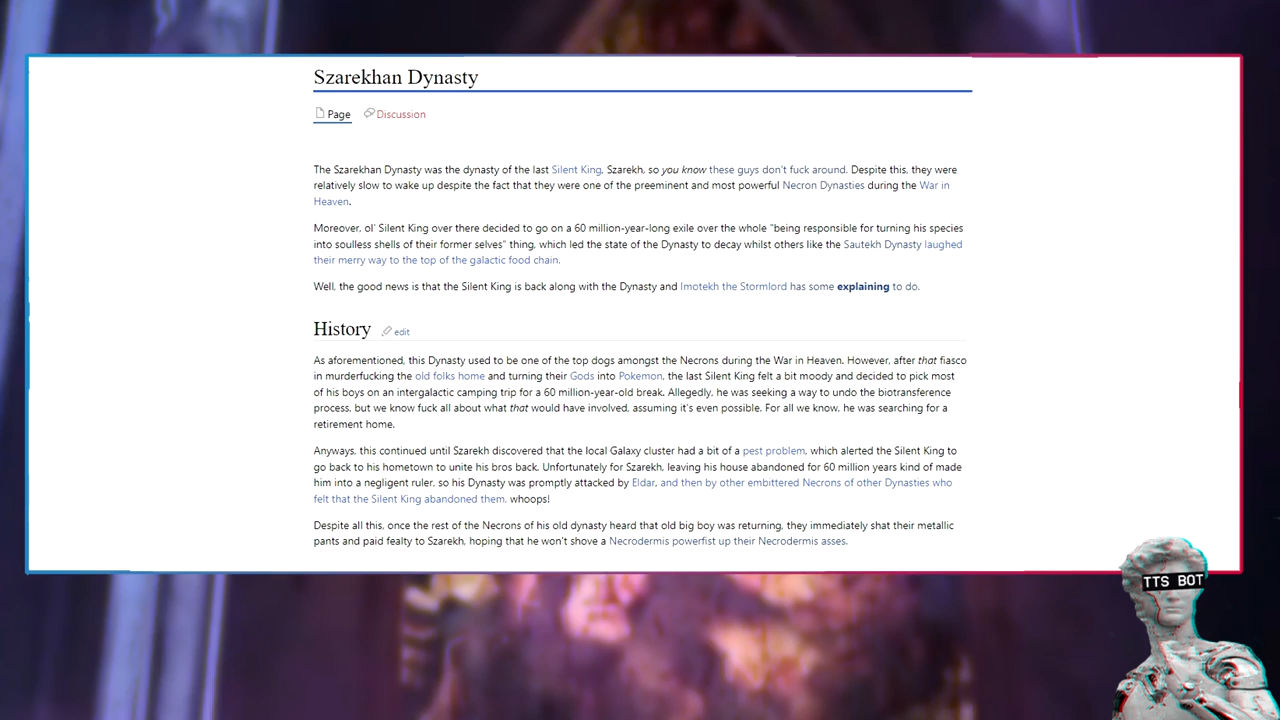 Szarekhan Dynasty
Page Discussion
The Szarekhan Dynasty was the dynasty of the last Silent King, Szarekh, so you know these guys don't fuck around. Despite this, they were
relatively slow to wake up despite the fact that they were one of the preeminent and most powerful Necron Dynasties during the War in
Heaven.
Moreover, ol' Silent King over there decided to go on a 60 million-year-long exile over the whole "being responsible for turning his species
into soulless shells of their former selves" thing, which led the state of the Dynasty to decay whilst others like the Sautekh Dynasty laughed
their merry way to the top of the galactic food chain.
Well, the good news is that the Silent King is back along with the Dynasty and Imotekh the Stormlord has some explaining to do.
History edit
As aforementioned, this Dynasty used to be one of the top dogs amongst the Necrons during the War in Heaven. However, after that fiasco
in murderfucking the old folks home and turning their Gods into Pokemon, the last Silent King felt a bit moody and decided to pick most
of his boys on an intergalactic camping trip for a 60 million-year-old break. Allegedly, he was seeking a way to undo the biotransference
process, but we know fuck all about what that would have involved, assuming it's even possible. For all we know, he was searching for a
retirement home.
Anyways, this continued until Szarekh discovered that the local Galaxy cluster had a bit of a pest problem, which alerted the Silent King to
go back to his hometown to unite his bros back. Unfortunately for Szarekh, leaving his house abandoned for 60 million years kind of made
him into a negligent ruler, so his Dynasty was promptly attacked by Eldar, and then by other embittered Necrons of other Dynasties who
felt that the Silent King abandoned them, whoops!
Despite all this, once the rest of the Necrons of his old dynasty heard that old big boy was returning, they immediately shat their metallic
pants and paid fealty to Szarekh, hoping that he won't shove a Necrodermis powerfist up their Necrodermis asses.
TTS BOT